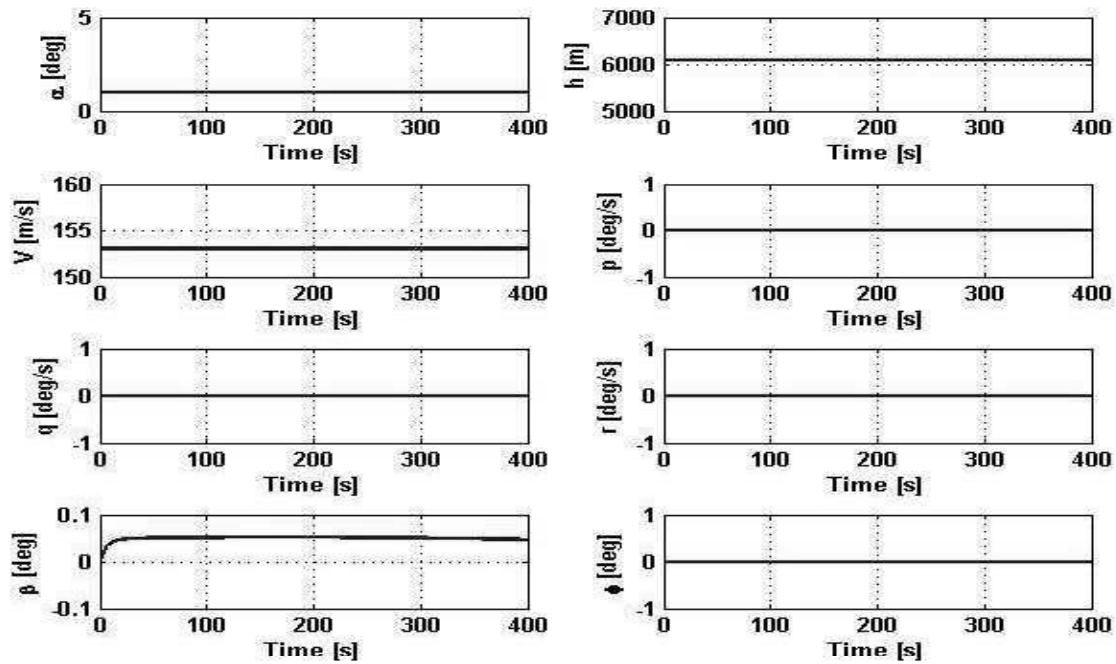 5
α [deg]
0
0 100 200 300 400
Time [s]
7000
h [m]
6000
5000
0 100 200 300 400
Time [s]
160
V [m/s]
155
150
0 100 200 300 400
Time [s]
1
p [deg/s]
0
-1
0 100 200 300 400
Time [s]
1
q [deg/s]
0
-1
0 100 200 300 400
Time [s]
1
r [deg/s]
0
-1
0 100 200 300 400
Time [s]
0.1
β [deg]
0
-0.1
0 100 200 300 400
Time [s]
1
ϕ [deg]
0
-1
0 100 200 300 400
Time [s]